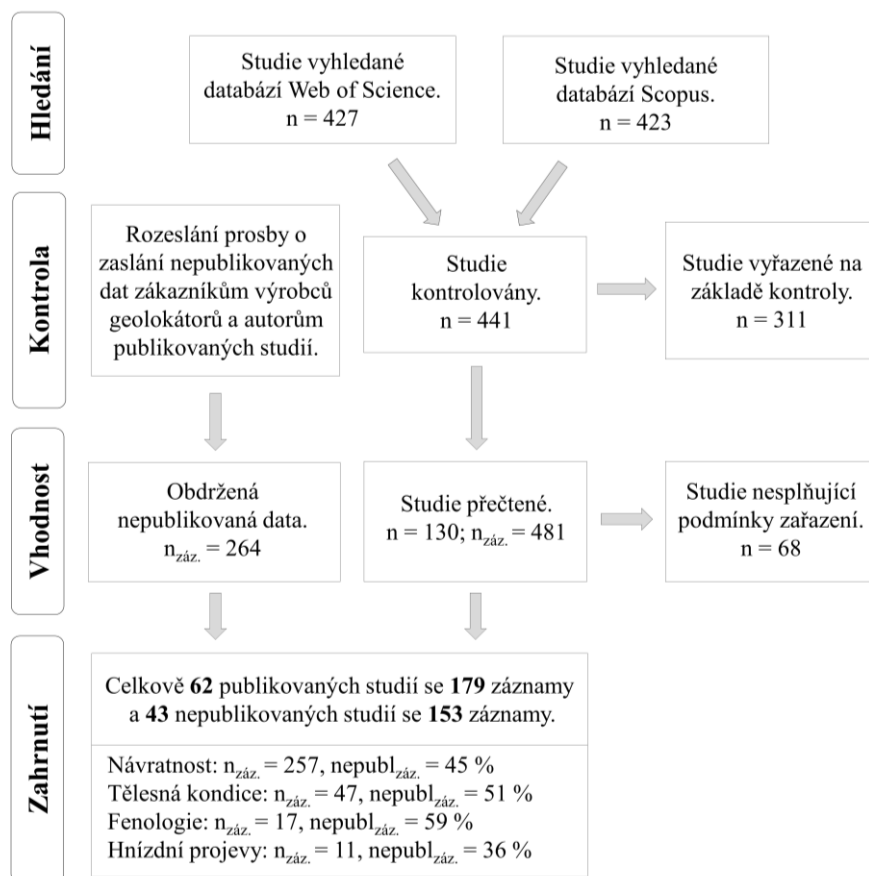 Hledání
Studie vyhledané
databází Web of Science.
n = 427
Studie vyhledané
databází Scopus.
n = 423
Kontrola
Rozeslání prosby o
zaslání nepublikovaných
dat zákazníkům výrobců
geolokátorů a autorům
publikovaných studií.
Studie
kontrolovány.
n = 441
Studie vyřazené na
základě kontroly.
n = 311
Vhodnost
Obdržená
nepublikovaná data.
nzáz. = 264
Studie přečtené.
n = 130; nzáz. = 481
Studie nesplňující
podmínky zařazení.
n = 68
Zahrnutí
Celkově 62 publikovaných studií se 179 záznamy
a 43 nepublikovaných studií se 153 záznamy.
Návratnost: nzáz. = 257, nepublzáz. = 45 %
Tělesná kondice: nzáz. = 47, nepublzáz. = 51 %
Fenologie: nzáz. = 17, nepublzáz. = 59 %
Hnízdní projevy: nzáz. = 11, nepublzáz. = 36 %